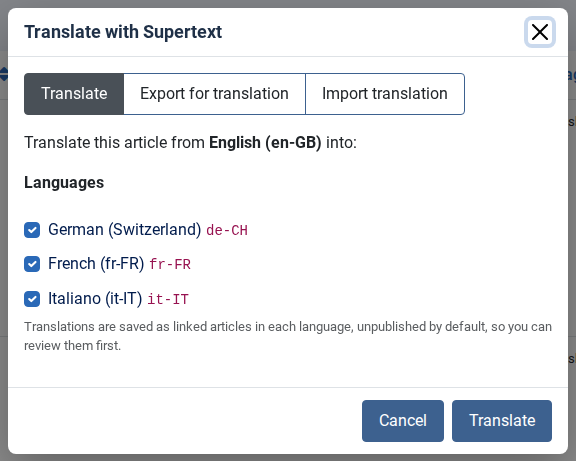 Translate with Supertext
Translate
Export for translation
Import translation
Translate this article from English (en-GB) into:
Languages
German (Switzerland) de-CH
French (fr-FR) fr-FR
Italiano (it-IT) it-IT
Translations are saved as linked articles in each language, unpublished by default, so you can
review them first.
Cancel
Translate